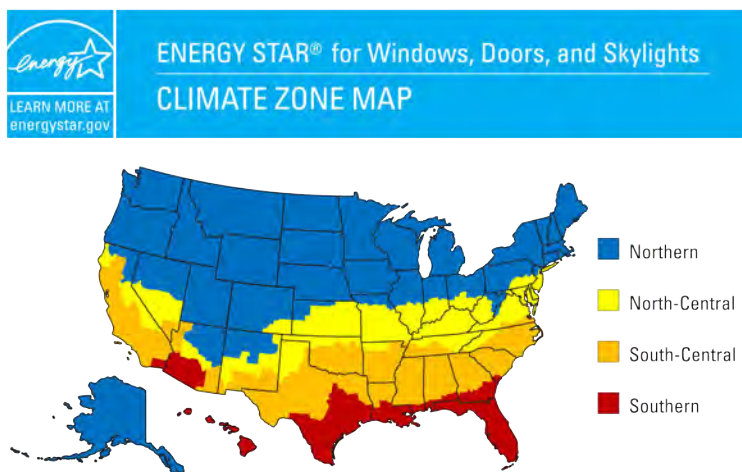 energy
LEARN MORE AT
energystar.gov
ENERGY STAR® for Windows, Doors, and Skylights
CLIMATE ZONE MAP
Northern
North-Central
South-Central
Southern